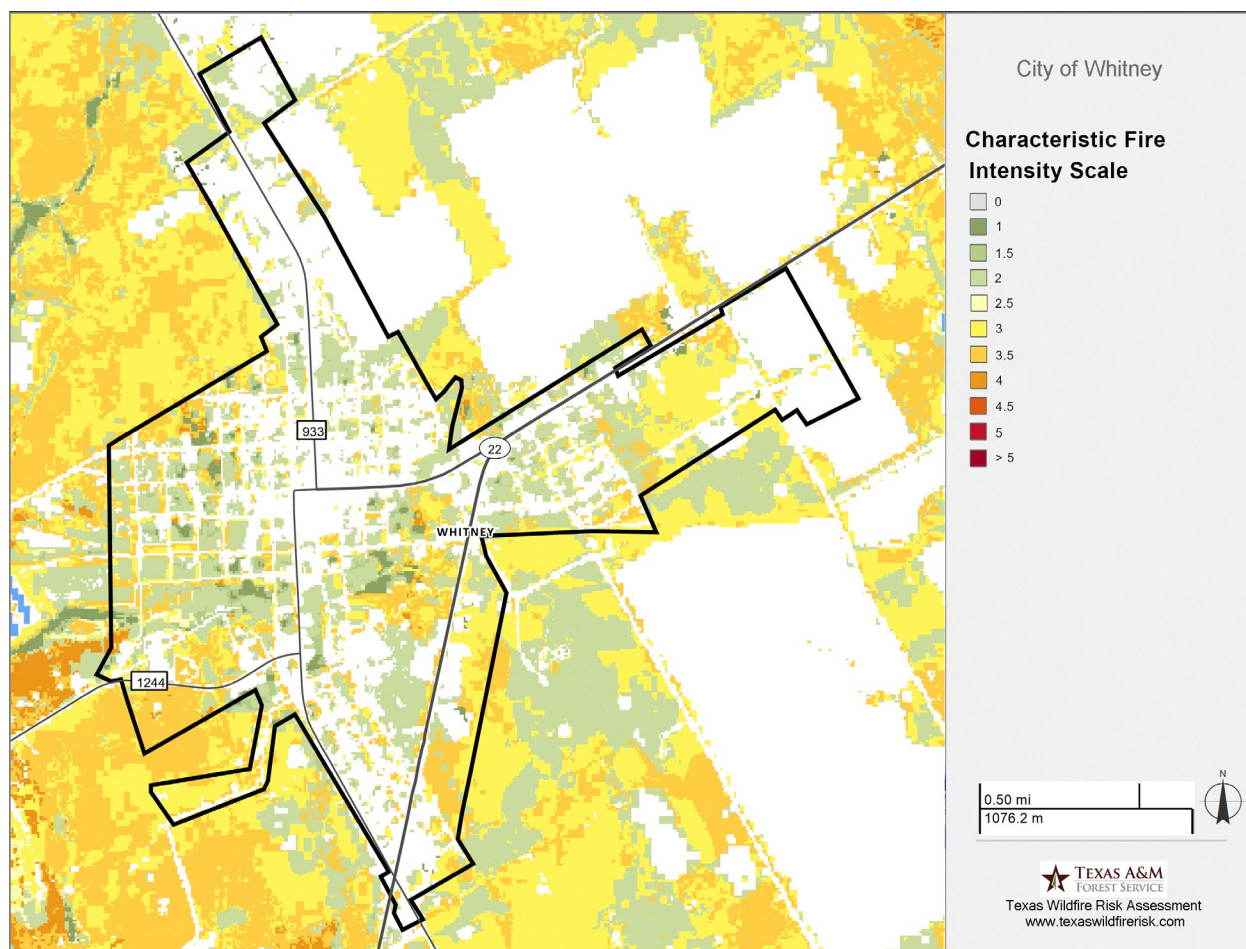 City of Whitney
Characteristic Fire
Intensity Scale
0
1
1.5
2
2.5
3
3.5
4
4.5
5
> 5
933
22
WHITNEY
1244
N
0.50 mi
1076.2 m
TEXAS A&M
FOREST SERVICE
Texas Wildfire Risk Assessment
www.texaswildfirerisk.com